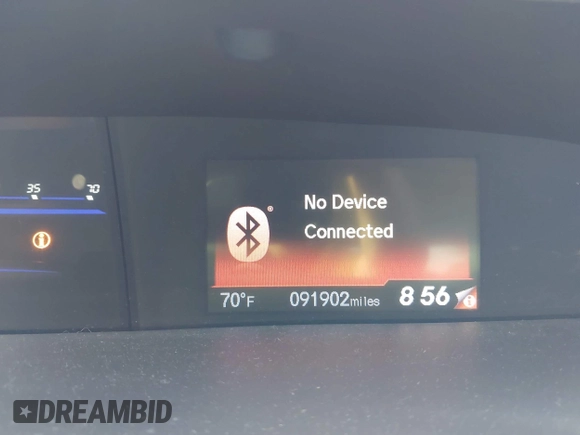 35 70
No Device
Connected
70°F 091902miles 8 56
DREAMBID